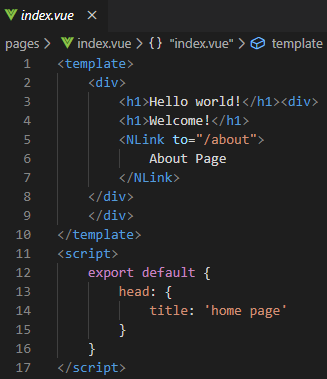 index.vue ×
pages > index.vue > {} "index.vue" > template
1 <template>
2 <div>
3 <h1>Hello world!</h1><div>
4 <h1>Welcome!</h1>
5 <NLink to="/about">
6 About Page
7 </NLink>
8 </div>
9 </div>
10 </template>
11 <script>
12 export default {
13 head: {
14 title: 'home page'
15 }
16 }
17 </script>